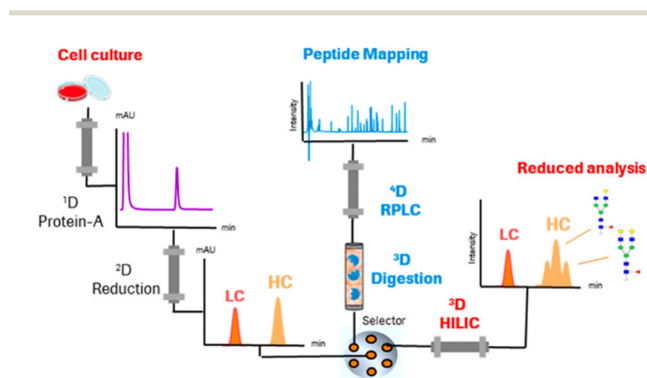 Cell culture
Peptide Mapping
mAU
Intensity
min
Reduced analysis
¹D
Protein-A
min
⁴D
RPLC
mAU
²D
Reduction
LC
HC
min
³D
Digestion
Selector
Intensity
LC
HC
min
³D
HILIC